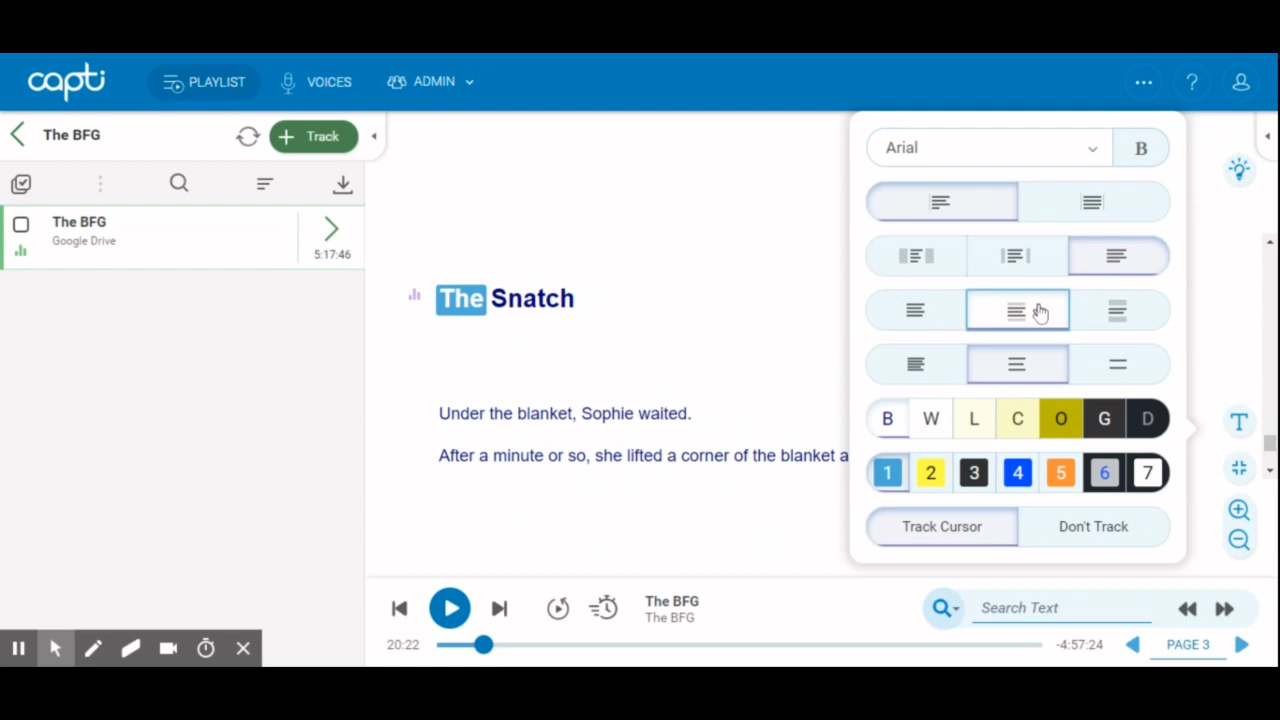 capti
PLAYLIST
VOICES
ADMIN
?
The BFG
+ Track
The BFG
Google Drive
5:17:46
The Snatch
Under the blanket, Sophie waited.
After a minute or so, she lifted a corner of the blanket a
Arial
B
B W L C O G D
1 2 3 4 5 6 7
Track Cursor
Don't Track
T
The BFG
The BFG
Search Text
20:22
-4:57:24
PAGE 3